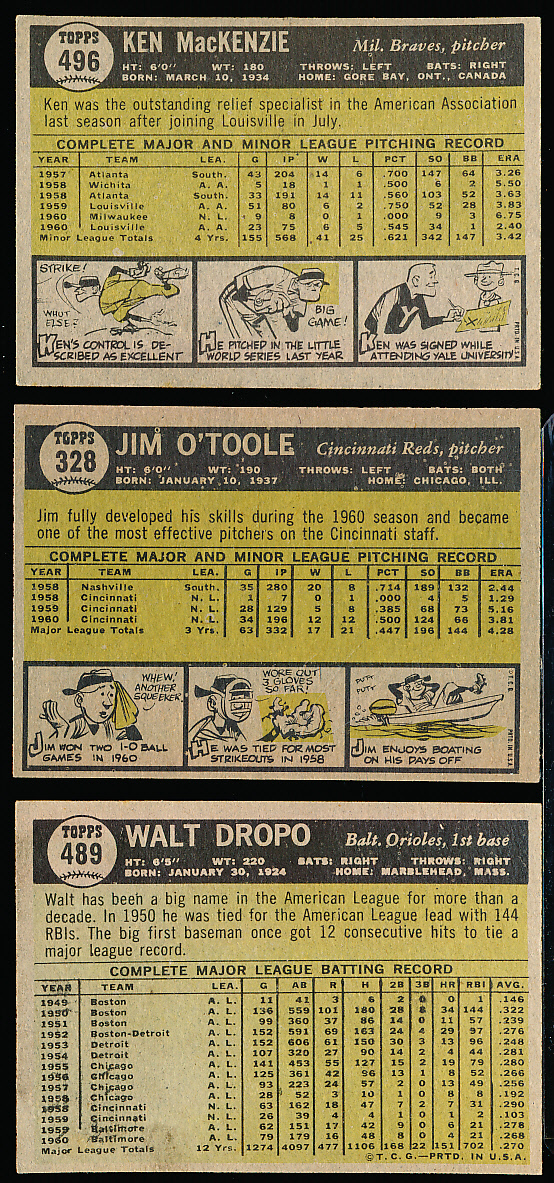 TOPPS
496
KEN MacKENZIE
Mil. Braves, pitcher
HT: 6'0" WT: 180 THROWS: LEFT BATS: RIGHT
BORN: MARCH 10, 1934 HOME: GORE BAY, ONT., CANADA
Ken was the outstanding relief specialist in the American Association
last season after joining Louisville in July.
COMPLETE MAJOR AND MINOR LEAGUE PITCHING RECORD
YEAR TEAM LEA. G IP W L PCT SO BB ERA
1957 Atlanta South. 43 204 14 6 .700 147 64 3.26
1958 Wichita A. A. 5 18 1 1 .500 6 2 5.50
1958 Atlanta South. 33 191 14 11 .560 103 52 3.63
1959 Louisville A. A. 51 80 6 2 .750 52 28 3.83
1960 Milwaukee N. L. 9 8 0 1 .000 9 3 6.75
1960 Louisville A. A. 23 75 6 5 .545 34 1 2.40
Minor League Totals 4 Yrs. 155 568 41 25 .621 342 147 3.42
STRIKE!
WHUT ELSE?
KEN'S CONTROL IS DE-
SCRIBED AS EXCELLENT
BIG GAME!
HE PITCHED IN THE LITTLE
WORLD SERIES LAST YEAR
KEN WAS SIGNED WHILE
ATTENDING YALE UNIVERSITY
©T.C.G. PRTD. IN U.S.A.
TOPPS
328
JIM O'TOOLE
Cincinnati Reds, pitcher
HT: 6'0" WT: 190 THROWS: LEFT BATS: BOTH
BORN: JANUARY 10, 1937 HOME: CHICAGO, ILL.
Jim fully developed his skills during the 1960 season and became
one of the most effective pitchers on the Cincinnati staff.
COMPLETE MAJOR AND MINOR LEAGUE PITCHING RECORD
YEAR TEAM LEA. G IP W L PCT SO BB ERA
1958 Nashville South. 35 280 20 8 .714 189 132 2.44
1958 Cincinnati N. L. 1 7 0 1 .000 4 5 1.29
1959 Cincinnati N. L. 28 129 5 8 .385 68 73 5.16
1960 Cincinnati N. L. 34 196 12 12 .500 124 66 3.81
Major League Totals 3 Yrs. 63 332 17 21 .447 196 144 4.28
WHEW!
ANOTHER
SQUEEKER.
JIM WON TWO 1-0 BALL
GAMES IN 1960
WORE OUT
3 GLOVES
SO FAR!
HE WAS TIED FOR MOST
STRIKEOUTS IN 1958
PUTT
PUTT
JIM ENJOYS BOATING
ON HIS DAYS OFF
©T.C.G. PRTD. IN U.S.A.
TOPPS
489
WALT DROPO
Balt. Orioles, 1st base
HT: 6'5" WT: 220 BATS: RIGHT THROWS: RIGHT
BORN: JANUARY 30, 1924 HOME: MARBLEHEAD, MASS.
Walt has been a big name in the American League for more than a
decade. In 1950 he was tied for the American League lead with 144
RBIs. The big first baseman once got 12 consecutive hits to tie a
major league record.
COMPLETE MAJOR LEAGUE BATTING RECORD
YEAR TEAM LEA. G AB R H 2B 3B HR RBI AVG.
1949 Boston A. L. 11 41 3 6 2 0 0 1 .146
1950 Boston A. L. 136 559 101 180 28 8 34 144 .322
1951 Boston A. L. 99 360 37 86 14 0 11 57 .239
1952 Boston-Detroit A. L. 152 591 69 163 24 4 29 97 .276
1953 Detroit A. L. 152 606 61 150 30 3 13 96 .248
1954 Detroit A. L. 107 320 27 90 14 2 4 44 .281
1955 Chicago A. L. 141 453 55 127 15 2 19 79 .280
1956 Chicago A. L. 125 361 42 96 13 1 8 52 .266
1957 Chicago A. L. 93 223 24 57 2 0 13 49 .256
1958 Chicago A. L. 28 52 3 10 1 0 8 8 .192
1958 Cincinnati N. L. 63 162 18 47 7 2 7 31 .290
1959 Cincinnati N. L. 26 39 4 4 1 0 1 2 .103
1959 Baltimore A. L. 62 151 17 42 9 0 6 21 .278
1960 Baltimore A. L. 79 179 16 48 8 0 4 21 .268
Major League Totals 12 Yrs. 1274 4097 477 1106 168 22 151 702 .270
©T.C.G.—PRTD. IN U.S.A.